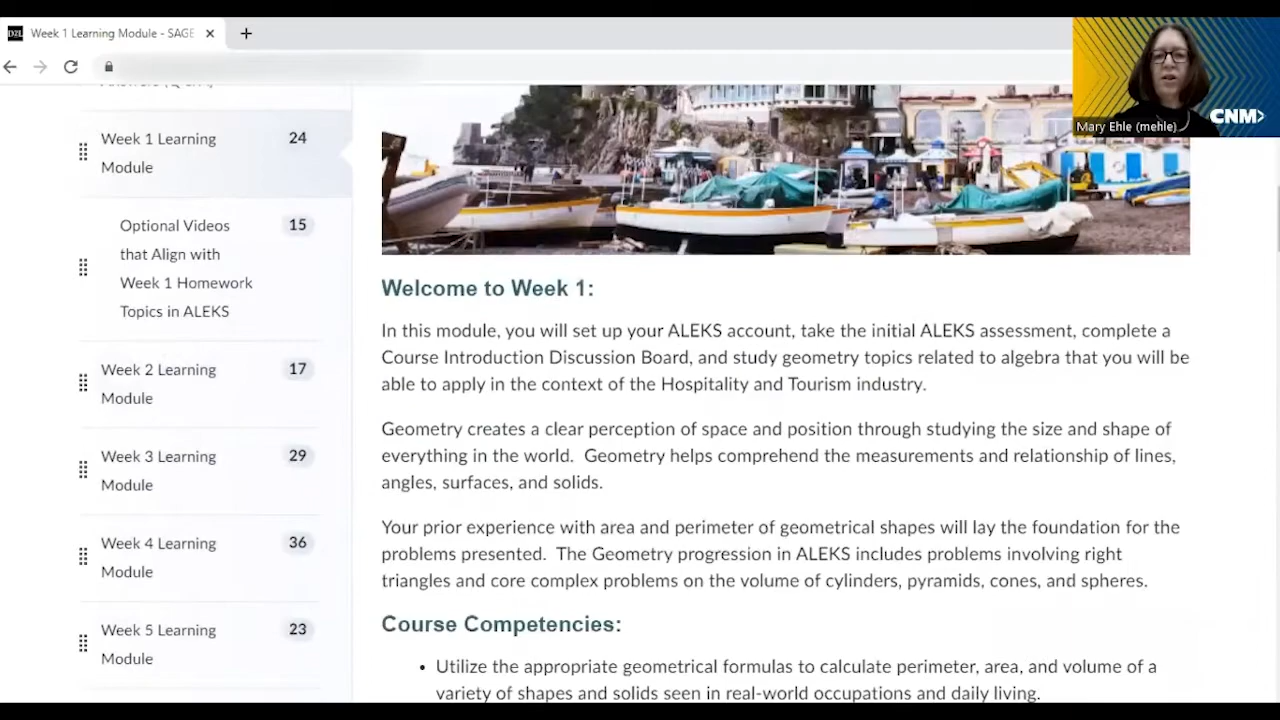 D2L
Week 1 Learning Module - SAGE
Mary Ehle (mehle)
CNM
Week 1 Learning
Module
24
Optional Videos
that Align with
Week 1 Homework
Topics in ALEKS
15
Week 2 Learning
Module
17
Week 3 Learning
Module
29
Week 4 Learning
Module
36
Week 5 Learning
Module
23
Welcome to Week 1:
In this module, you will set up your ALEKS account, take the initial ALEKS assessment, complete a
Course Introduction Discussion Board, and study geometry topics related to algebra that you will be
able to apply in the context of the Hospitality and Tourism industry.
Geometry creates a clear perception of space and position through studying the size and shape of
everything in the world.  Geometry helps comprehend the measurements and relationship of lines,
angles, surfaces, and solids.
Your prior experience with area and perimeter of geometrical shapes will lay the foundation for the
problems presented.  The Geometry progression in ALEKS includes problems involving right
triangles and core complex problems on the volume of cylinders, pyramids, cones, and spheres.
Course Competencies:
• Utilize the appropriate geometrical formulas to calculate perimeter, area, and volume of a
variety of shapes and solids seen in real-world occupations and daily living.